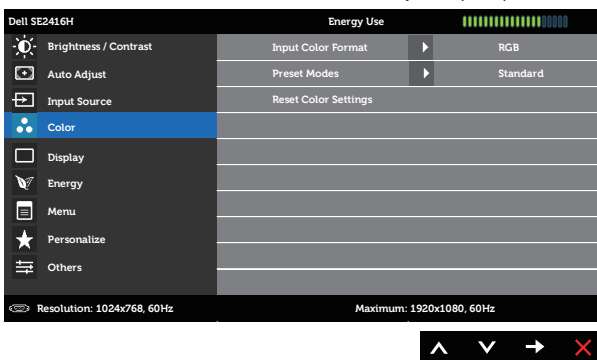 Dell SE2416H Energy Use
Brightness / Contrast Input Color Format RGB
Auto Adjust Preset Modes Standard
Input Source Reset Color Settings
Color
Display
Energy
Menu
Personalize
Others
Resolution: 1024x768, 60Hz Maximum: 1920x1080, 60Hz